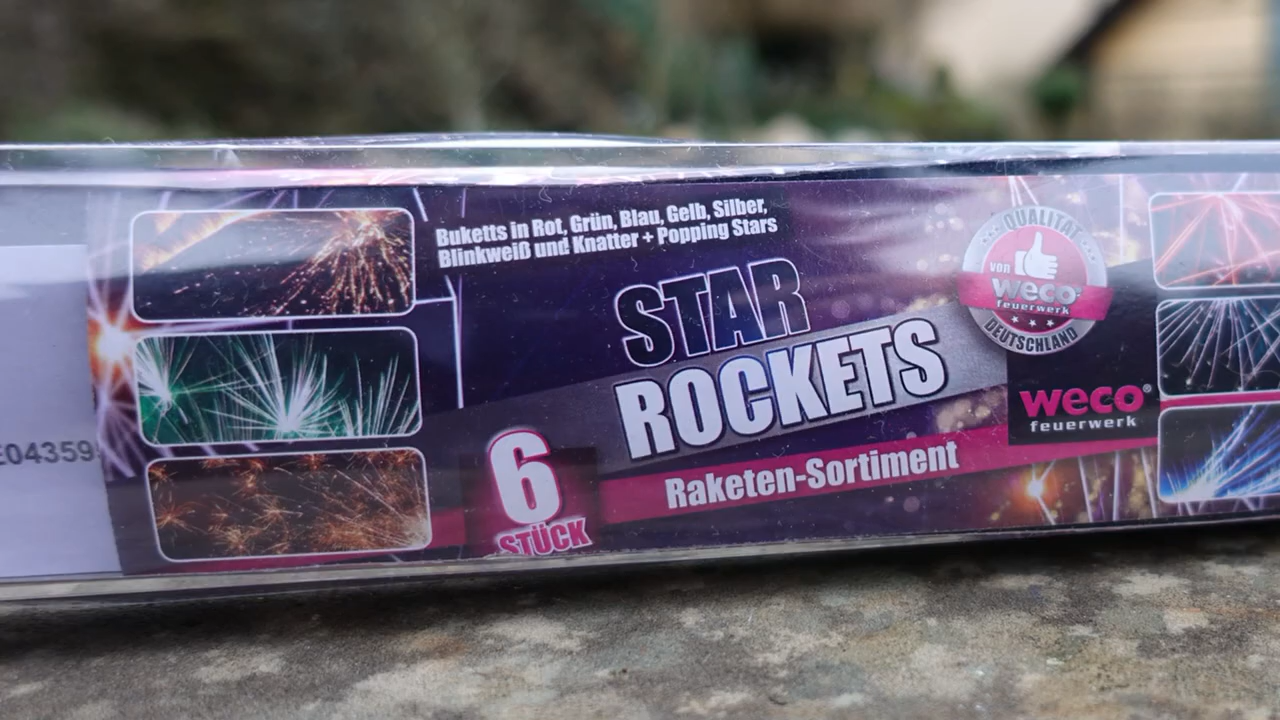 Buketts in Rot, Grün, Blau, Gelb, Silber,
Blinkweiß und Knatter + Popping Stars
STAR
ROCKETS
Raketen-Sortiment
6
STÜCK
QUALITÄT
von
weco
feuerwerk
DEUTSCHLAND
weco®
feuerwerk
E04359